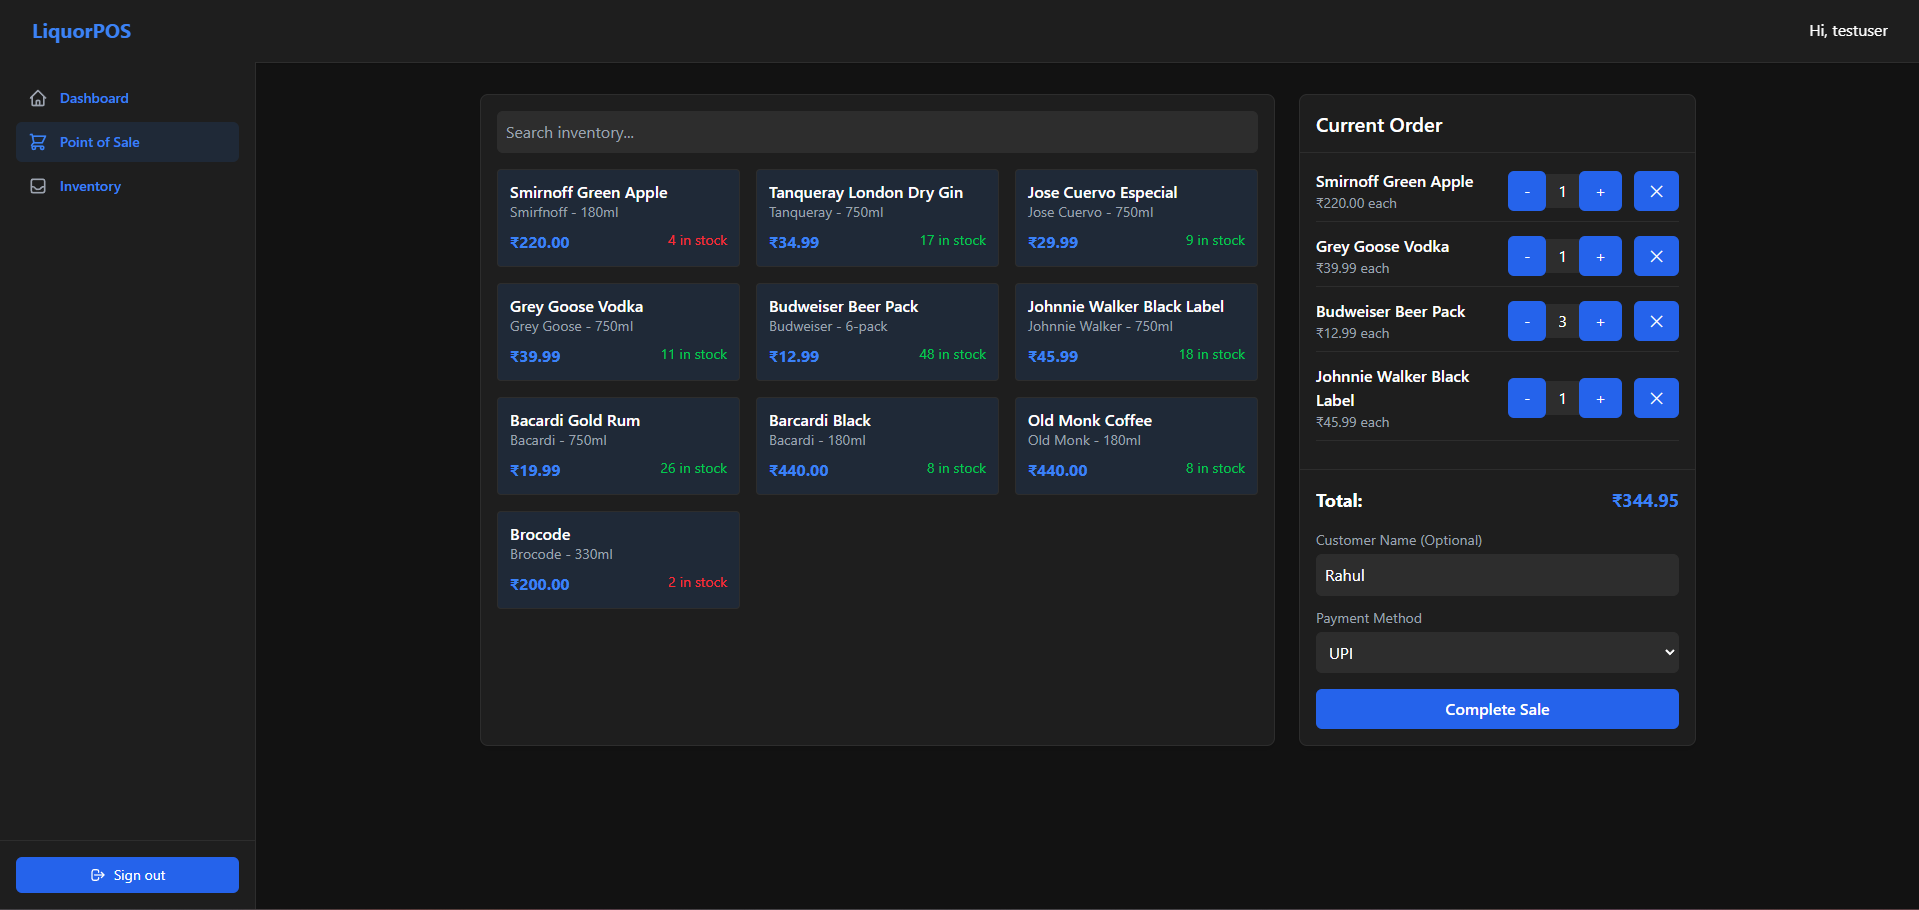 LiquorPOS
Hi, testuser
Dashboard
Point of Sale
Inventory
Sign out
Search inventory...
Smirnoff Green Apple
Smirfnoff - 180ml
₹220.00
4 in stock
Tanqueray London Dry Gin
Tanqueray - 750ml
₹34.99
17 in stock
Jose Cuervo Especial
Jose Cuervo - 750ml
₹29.99
9 in stock
Grey Goose Vodka
Grey Goose - 750ml
₹39.99
11 in stock
Budweiser Beer Pack
Budweiser - 6-pack
₹12.99
48 in stock
Johnnie Walker Black Label
Johnnie Walker - 750ml
₹45.99
18 in stock
Bacardi Gold Rum
Bacardi - 750ml
₹19.99
26 in stock
Barcardi Black
Bacardi - 180ml
₹440.00
8 in stock
Old Monk Coffee
Old Monk - 180ml
₹440.00
8 in stock
Brocode
Brocode - 330ml
₹200.00
2 in stock
Current Order
Smirnoff Green Apple
₹220.00 each
- 1 +
Grey Goose Vodka
₹39.99 each
- 1 +
Budweiser Beer Pack
₹12.99 each
- 3 +
Johnnie Walker Black
Label
₹45.99 each
- 1 +
Total:
₹344.95
Customer Name (Optional)
Rahul
Payment Method
UPI
Complete Sale